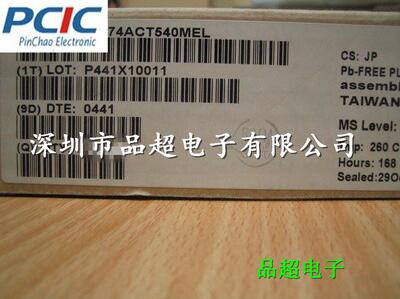 PCIC
PinChao Electronic
74ACT540MEL
(1T) LOT: P441X10011
(9D) DTE: 0441
(Q
CS: JP
Pb-FREE PL
assemb
TAIWAN
MS Level:
p: 260 C
Hours: 168
Sealed:29O
深圳市品超电子有限公司
品超电子